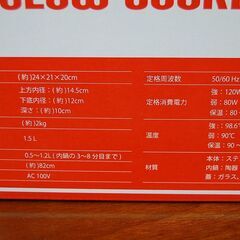 SLOW COOKE
(約)24×21×20cm
上方内径：(約)14.5cm
下底内径：(約)12cm
深さ：(約)10cm
(約)2kg
1.5 L
0.5～1.2L ( 内鍋の 3～8 分目まで )
(約)82cm
AC 100V
定格周波数
50/60 Hz
定格消費電力
強：120W
弱：80W
保温：80
温度
強：98.6°
弱：90℃
保温：90 ～
材質
本体：ステ
内鍋：陶器
蓋：ガラス、